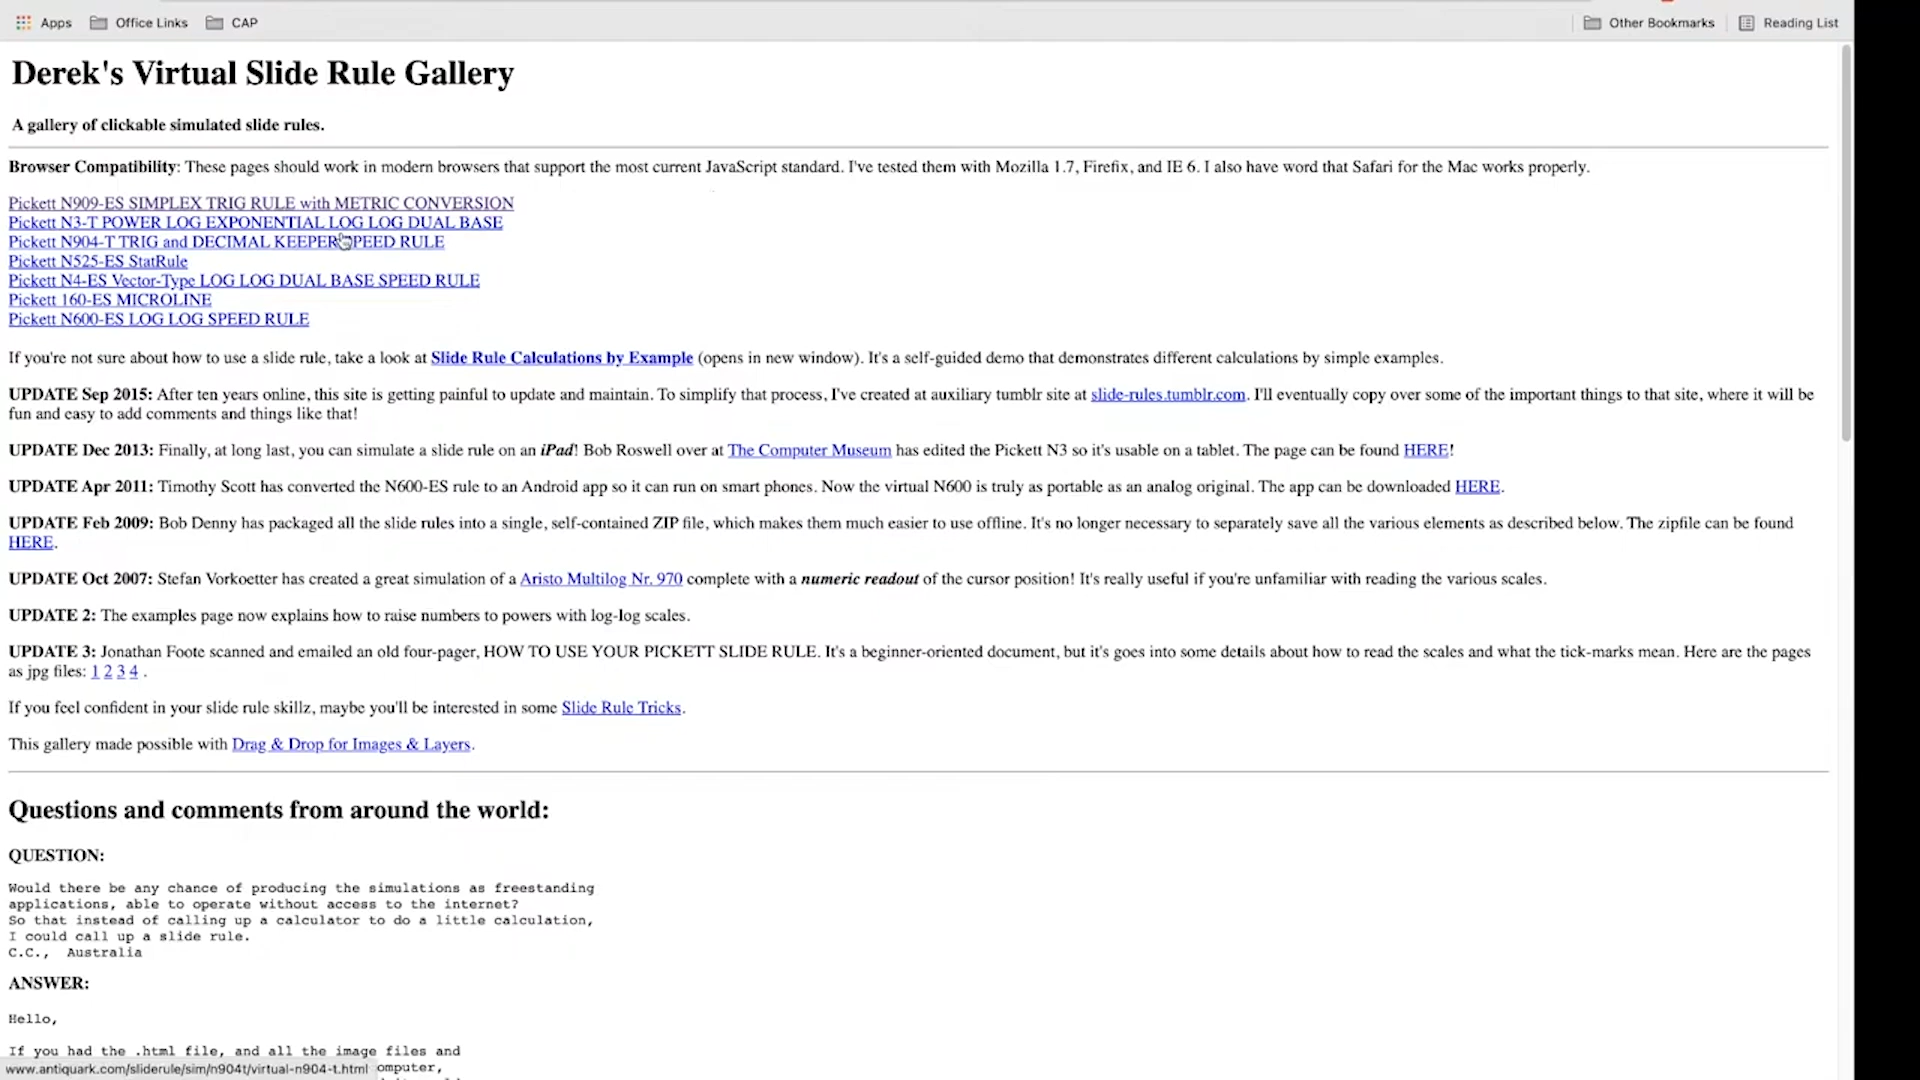 Apps Office Links CAP Other Bookmarks Reading List
Derek's Virtual Slide Rule Gallery
A gallery of clickable simulated slide rules.
Browser Compatibility: These pages should work in modern browsers that support the most current JavaScript standard. I've tested them with Mozilla 1.7, Firefix, and IE 6. I also have word that Safari for the Mac works properly.
Pickett N909-ES SIMPLEX TRIG RULE with METRIC CONVERSION
Pickett N3-T POWER LOG EXPONENTIAL LOG LOG DUAL BASE
Pickett N904-T TRIG and DECIMAL KEEPER SPEED RULE
Pickett N525-ES StatRule
Pickett N4-ES Vector-Type LOG LOG DUAL BASE SPEED RULE
Pickett 160-ES MICROLINE
Pickett N600-ES LOG LOG SPEED RULE
If you're not sure about how to use a slide rule, take a look at Slide Rule Calculations by Example (opens in new window). It's a self-guided demo that demonstrates different calculations by simple examples.
UPDATE Sep 2015: After ten years online, this site is getting painful to update and maintain. To simplify that process, I've created at auxiliary tumblr site at slide-rules.tumblr.com. I'll eventually copy over some of the important things to that site, where it will be
fun and easy to add comments and things like that!
UPDATE Dec 2013: Finally, at long last, you can simulate a slide rule on an iPad! Bob Roswell over at The Computer Museum has edited the Pickett N3 so it's usable on a tablet. The page can be found HERE!
UPDATE Apr 2011: Timothy Scott has converted the N600-ES rule to an Android app so it can run on smart phones. Now the virtual N600 is truly as portable as an analog original. The app can be downloaded HERE.
UPDATE Feb 2009: Bob Denny has packaged all the slide rules into a single, self-contained ZIP file, which makes them much easier to use offline. It's no longer necessary to separately save all the various elements as described below. The zipfile can be found
HERE.
UPDATE Oct 2007: Stefan Vorkoetter has created a great simulation of a Aristo Multilog Nr. 970 complete with a numeric readout of the cursor position! It's really useful if you're unfamiliar with reading the various scales.
UPDATE 2: The examples page now explains how to raise numbers to powers with log-log scales.
UPDATE 3: Jonathan Foote scanned and emailed an old four-pager, HOW TO USE YOUR PICKETT SLIDE RULE. It's a beginner-oriented document, but it's goes into some details about how to read the scales and what the tick-marks mean. Here are the pages
as jpg files: 1 2 3 4 .
If you feel confident in your slide rule skillz, maybe you'll be interested in some Slide Rule Tricks.
This gallery made possible with Drag & Drop for Images & Layers.
Questions and comments from around the world:
QUESTION:
Would there be any chance of producing the simulations as freestanding
applications, able to operate without access to the internet?
So that instead of calling up a calculator to do a little calculation,
I could call up a slide rule.
C.C., Australia
ANSWER:
Hello,
If you had the .html file, and all the image files and
www.antiquark.com/sliderule/sim/n904t/virtual-n904-t.html omputer,